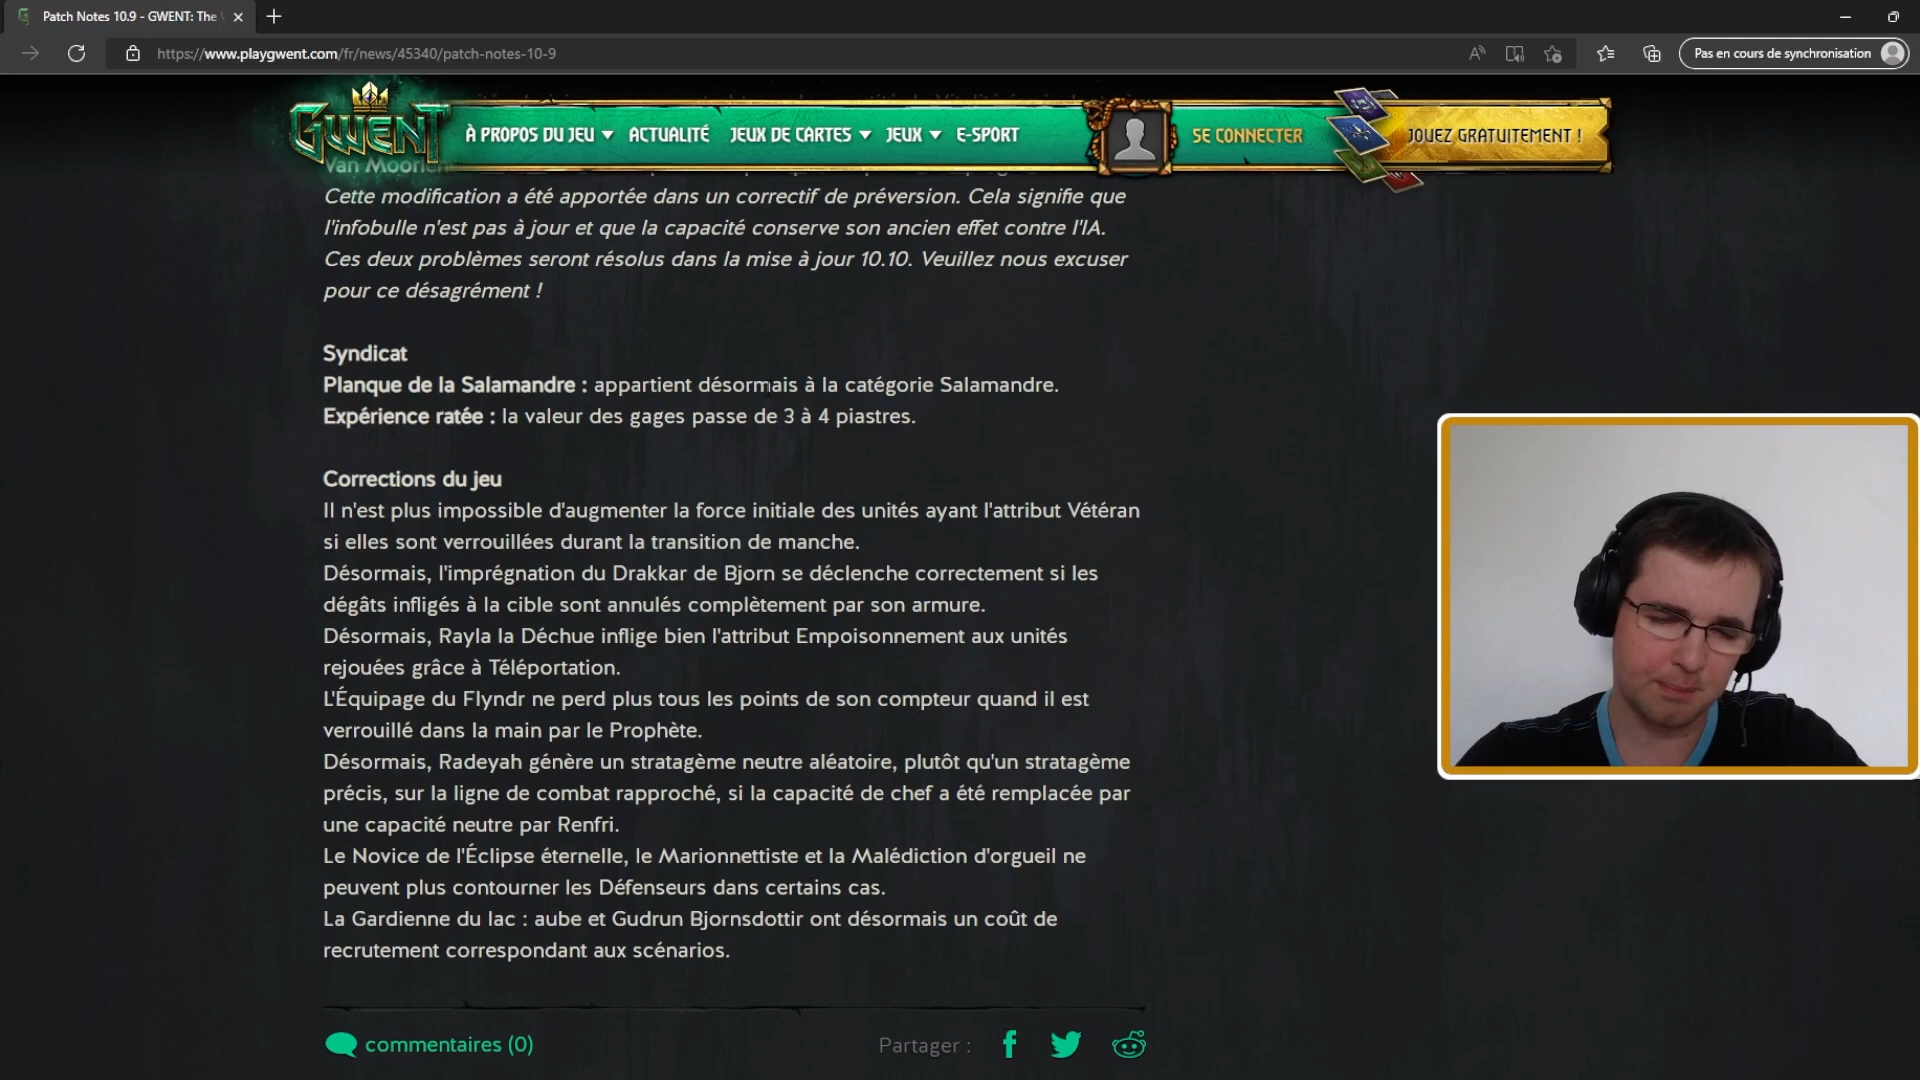 Patch Notes 10.9 - GWENT: The
https://www.playgwent.com/fr/news/45340/patch-notes-10-9
Pas en cours de synchronisation
GWENT
À PROPOS DU JEU
ACTUALITÉ
JEUX DE CARTES
JEUX
E-SPORT
SE CONNECTER
JOUEZ GRATUITEMENT !
Cette modification a été apportée dans un correctif de préversion. Cela signifie que
l'infobulle n'est pas à jour et que la capacité conserve son ancien effet contre l'IA.
Ces deux problèmes seront résolus dans la mise à jour 10.10. Veuillez nous excuser
pour ce désagrément !
Syndicat
Planque de la Salamandre : appartient désormais à la catégorie Salamandre.
Expérience ratée : la valeur des gages passe de 3 à 4 piastres.
Corrections du jeu
Il n'est plus impossible d'augmenter la force initiale des unités ayant l'attribut Vétéran
si elles sont verrouillées durant la transition de manche.
Désormais, l'imprégnation du Drakkar de Bjorn se déclenche correctement si les
dégâts infligés à la cible sont annulés complètement par son armure.
Désormais, Rayla la Déchue inflige bien l'attribut Empoisonnement aux unités
rejouées grâce à Téléportation.
L'Équipage du Flyndr ne perd plus tous les points de son compteur quand il est
verrouillé dans la main par le Prophète.
Désormais, Radeyah génère un stratagème neutre aléatoire, plutôt qu'un stratagème
précis, sur la ligne de combat rapproché, si la capacité de chef a été remplacée par
une capacité neutre par Renfri.
Le Novice de l'Éclipse éternelle, le Marionnettiste et la Malédiction d'orgueil ne
peuvent plus contourner les Défenseurs dans certains cas.
La Gardienne du lac : aube et Gudrun Bjornsdottir ont désormais un coût de
recrutement correspondant aux scénarios.
commentaires (0)
Partager :